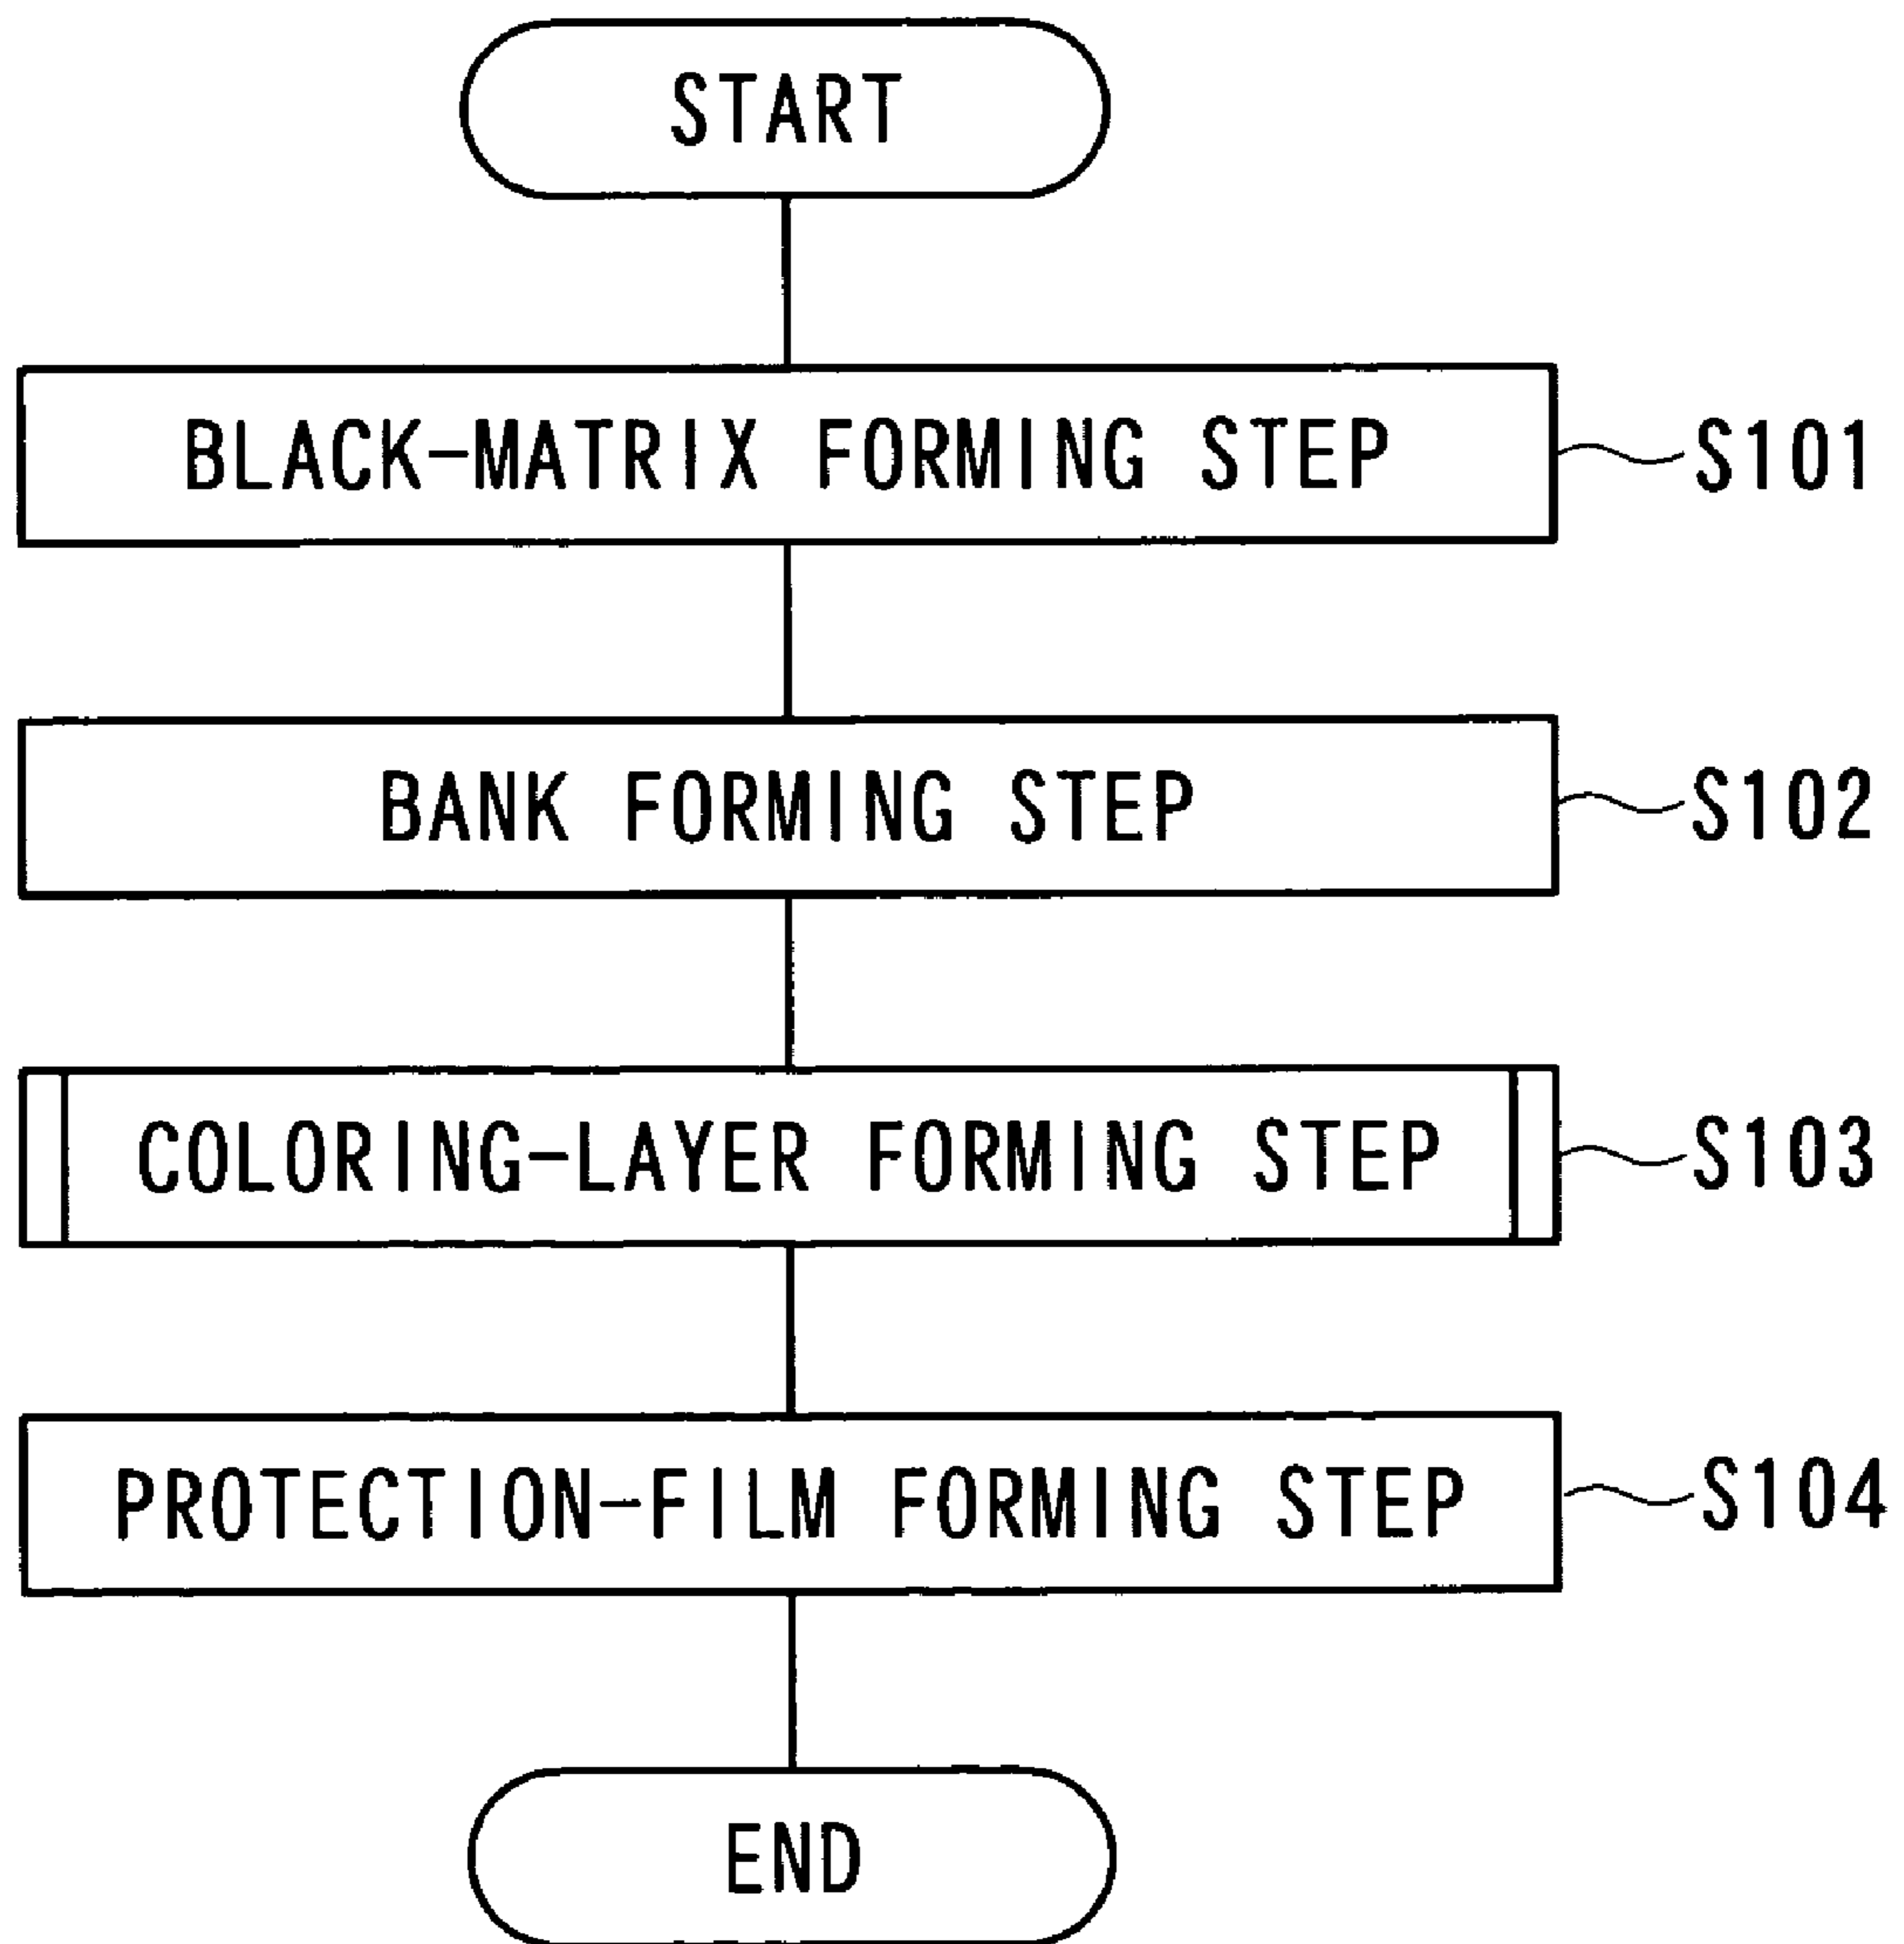 START
BLACK-MATRIX FORMING STEP S101
BANK FORMING STEP S102
COLORING-LAYER FORMING STEP S103
PROTECTION-FILM FORMING STEP S104
END